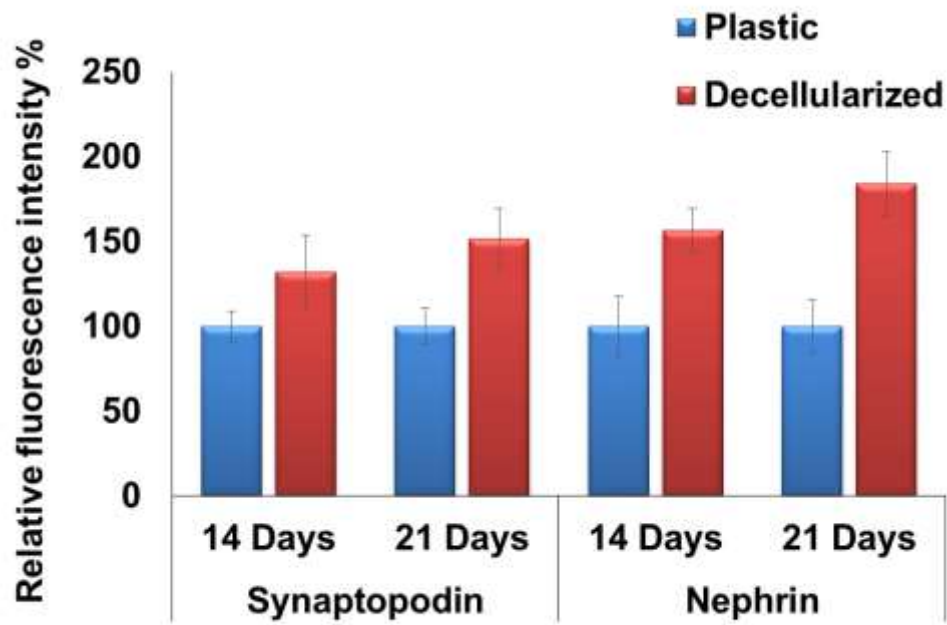 Plastic
Decellularized
Relative fluorescence intensity %
250
200
150
100
50
0
14 Days 21 Days 14 Days 21 Days
Synaptopodin Nephrin